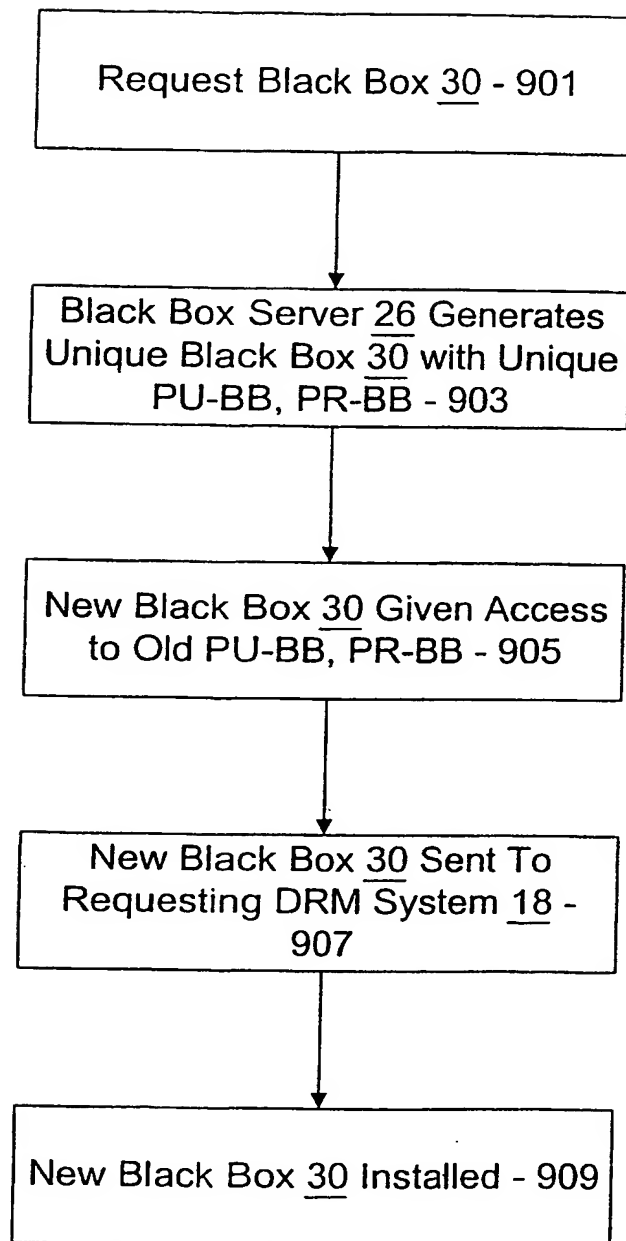 Request Black Box 30 - 901
Black Box Server 26 Generates
Unique Black Box 30 with Unique
PU-BB, PR-BB - 903
New Black Box 30 Given Access
to Old PU-BB, PR-BB - 905
New Black Box 30 Sent To
Requesting DRM System 18 -
907
New Black Box 30 Installed - 909